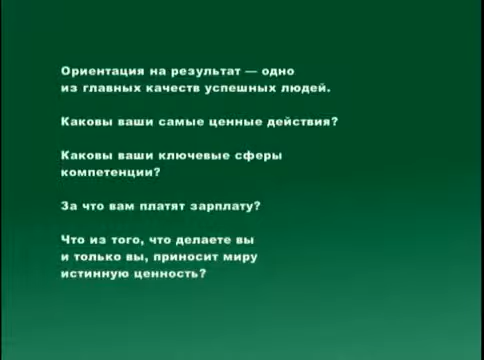 Ориентация на результат — одно
из главных качеств успешных людей.
Каковы ваши самые ценные действия?
Каковы ваши ключевые сферы
компетенции?
За что вам платят зарплату?
Что из того, что делаете вы
и только вы, приносит миру
истинную ценность?